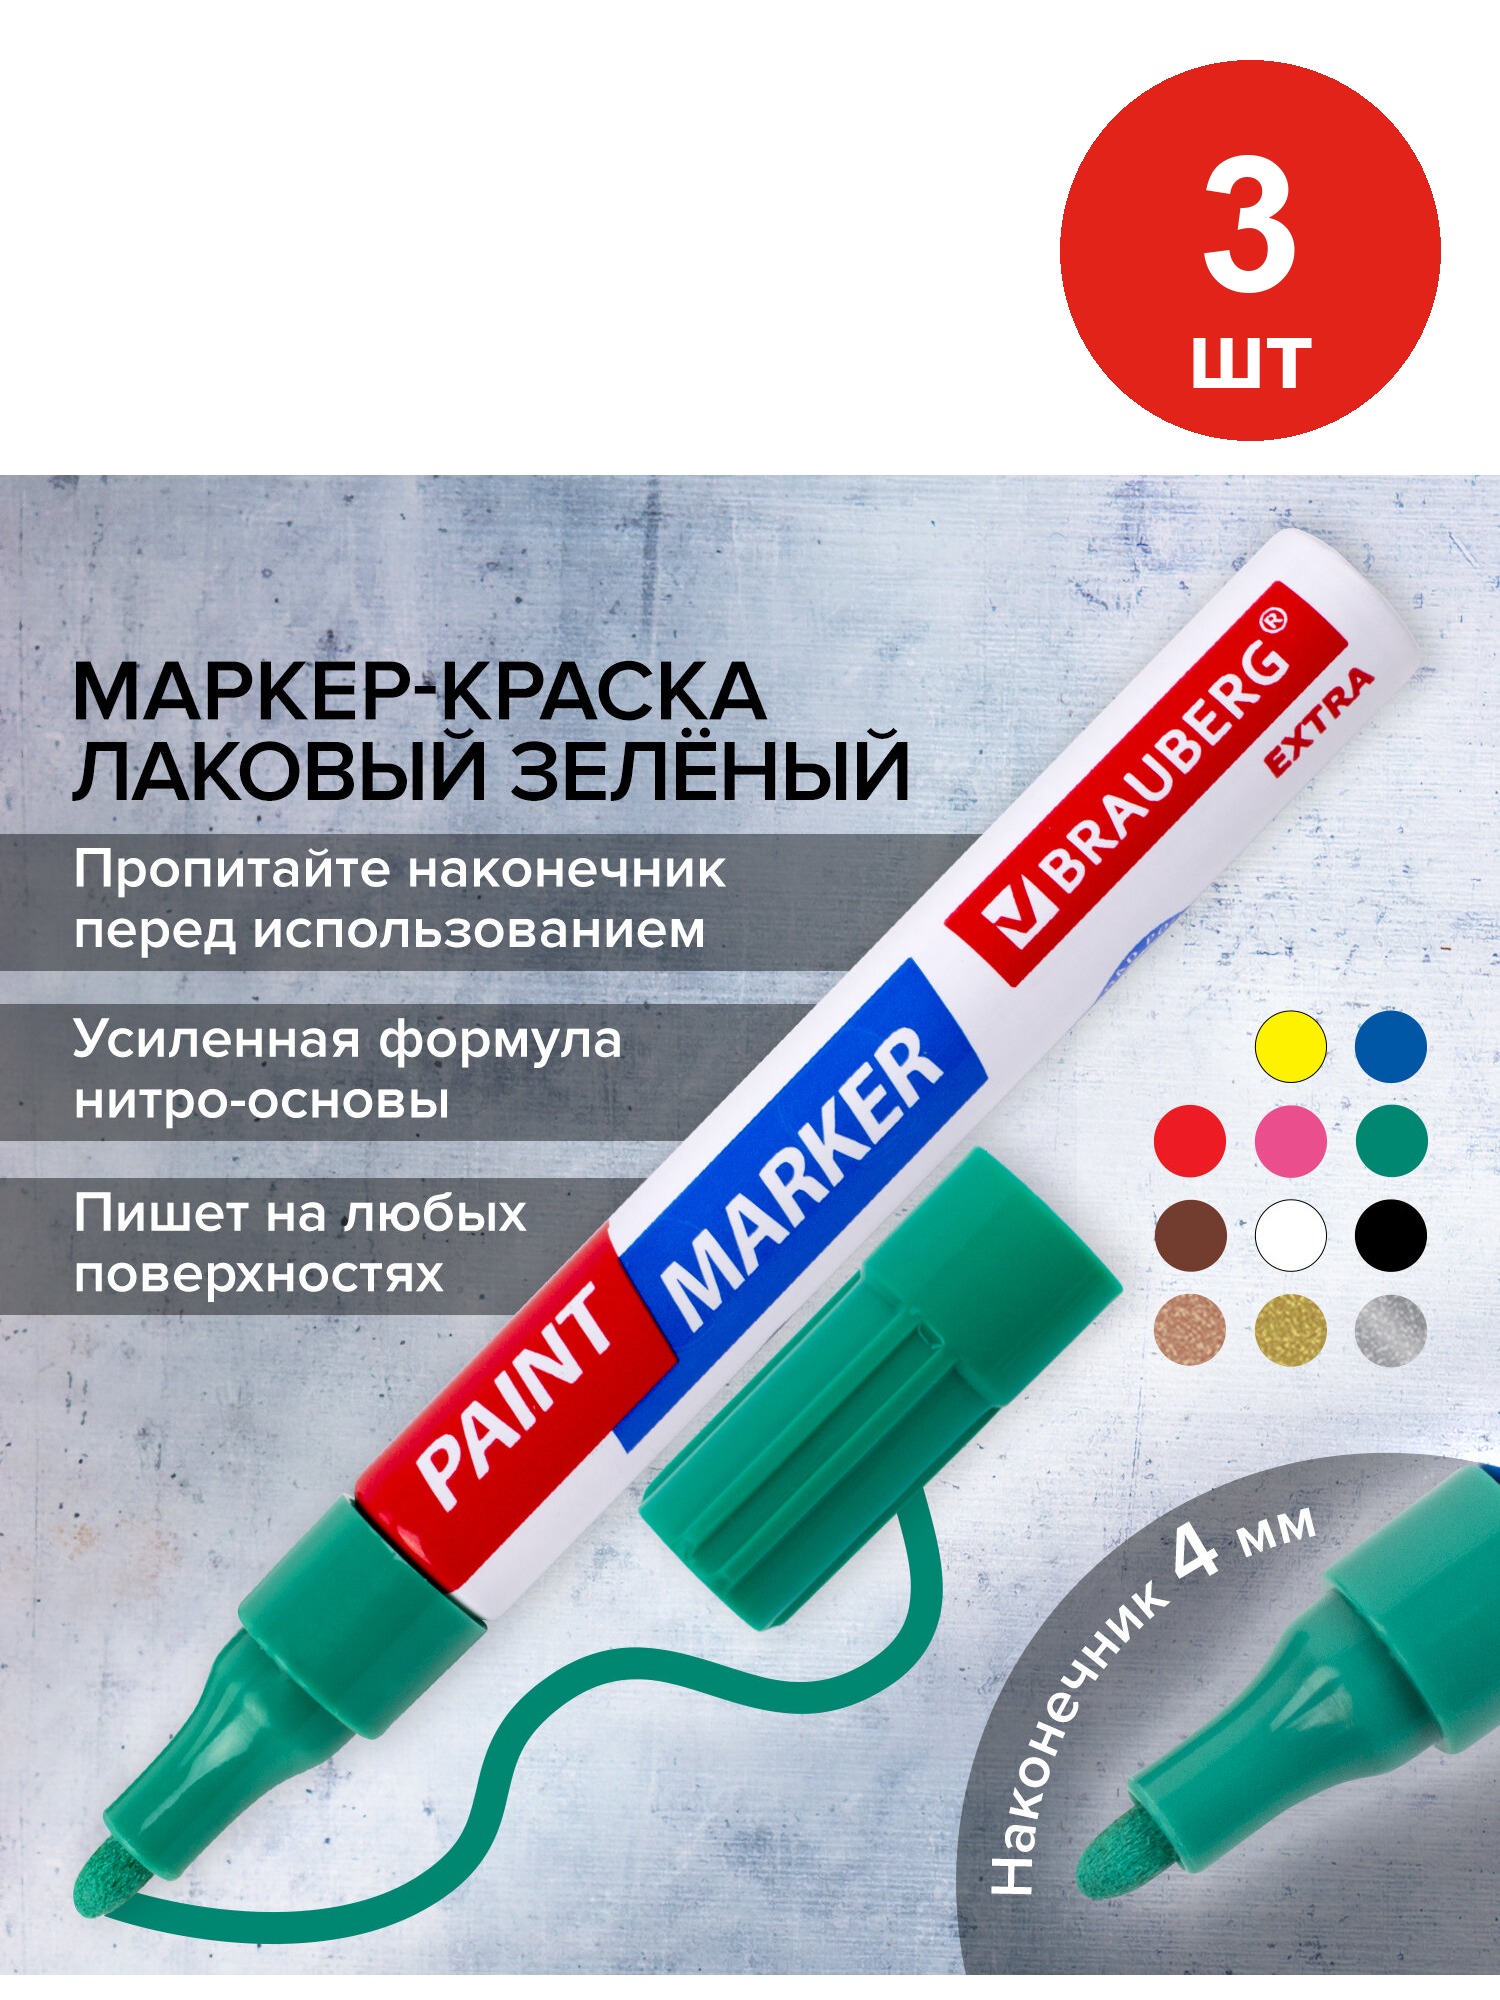 3
шт
МАРКЕР-КРАСКА
ЛАКОВЫЙ ЗЕЛЁНЫЙ
Пропитайте наконечник
перед использованием
Усиленная формула
нитро-основы
Пишет на любых
поверхностях
BRAUBERG®
EXTRA
PAINT
MARKER
Наконечник 4 мм